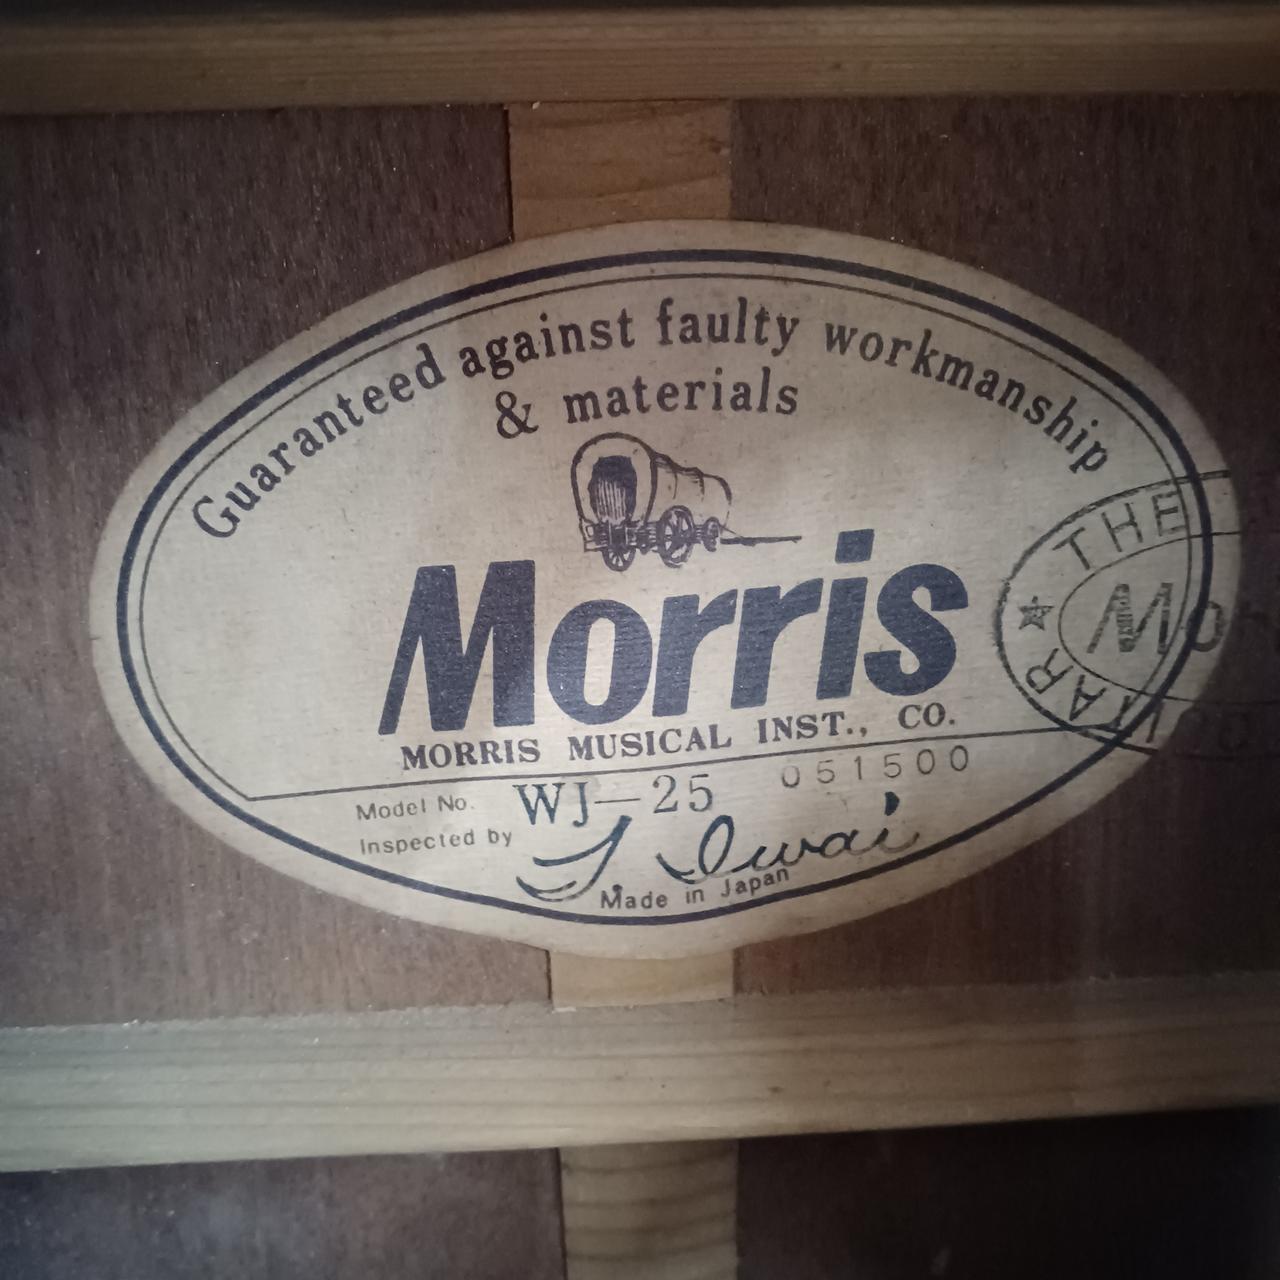 Guaranteed against faulty workmanship
& materials
Morris
MORRIS MUSICAL INST., CO.
Model No. WJ-25 051500
Inspected by T. Iwai
Made in Japan
THE
M